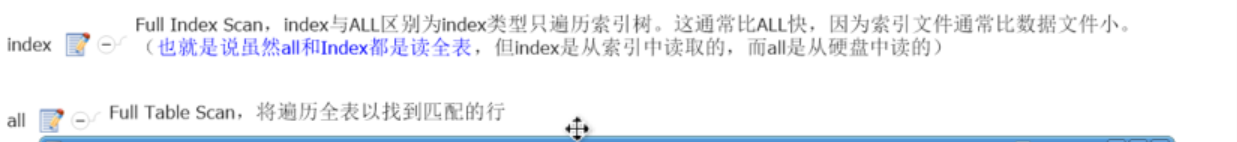 index
Full Index Scan，index与ALL区别为index类型只遍历索引树。这通常比ALL快，因为索引文件通常比数据文件小。
（也就是说虽然all和Index都是读全表，但index是从索引中读取的，而all是从硬盘中读的）
all
Full Table Scan，将遍历全表以找到匹配的行